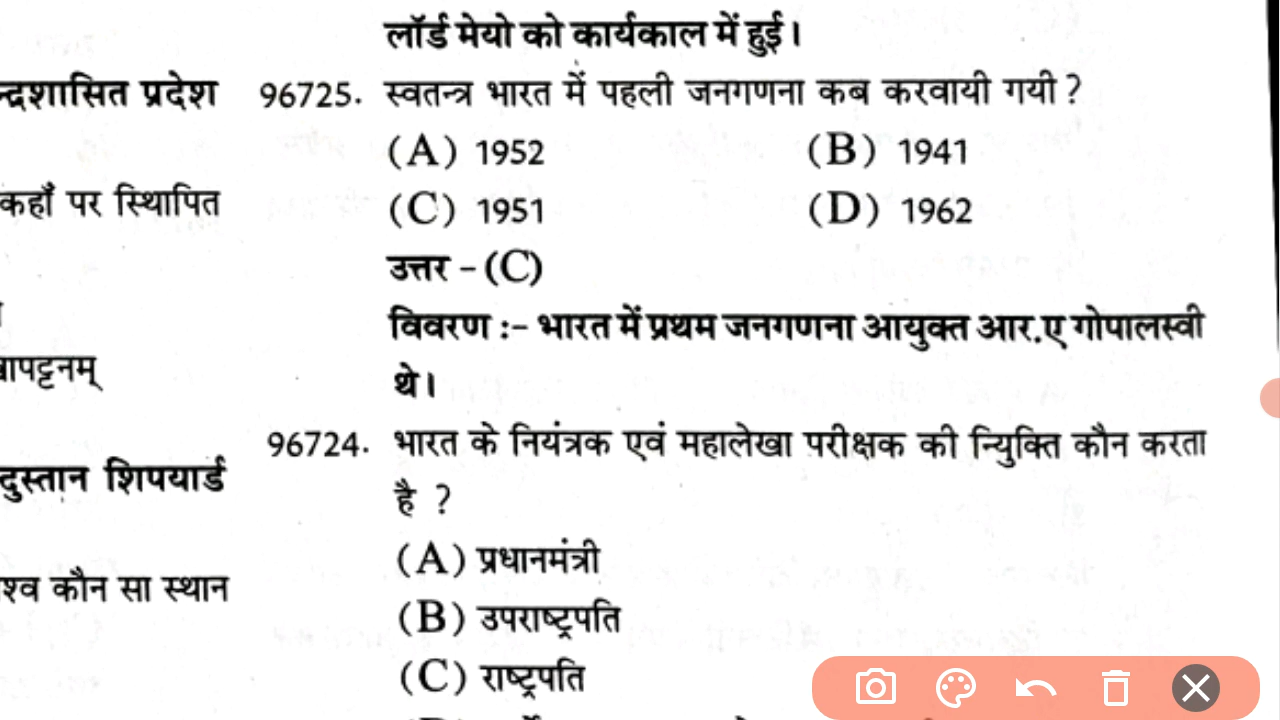 न्द्रशासित प्रदेश
कहाँ पर स्थापित
ापट्टनम्
दुस्तान शिपयार्ड
श्व कौन सा स्थान
लॉर्ड मेयो को कार्यकाल में हुई।
96725. स्वतन्त्र भारत में पहली जनगणना कब करवायी गयी ?
(A) 1952 (B) 1941
(C) 1951 (D) 1962
उत्तर – (C)
विवरण :– भारत में प्रथम जनगणना आयुक्त आर.ए गोपालस्वी
थे।
96724. भारत के नियंत्रक एवं महालेखा परीक्षक की न्यिुक्ति कौन करता
है ?
(A) प्रधानमंत्री
(B) उपराष्ट्रपति
(C) राष्ट्रपति